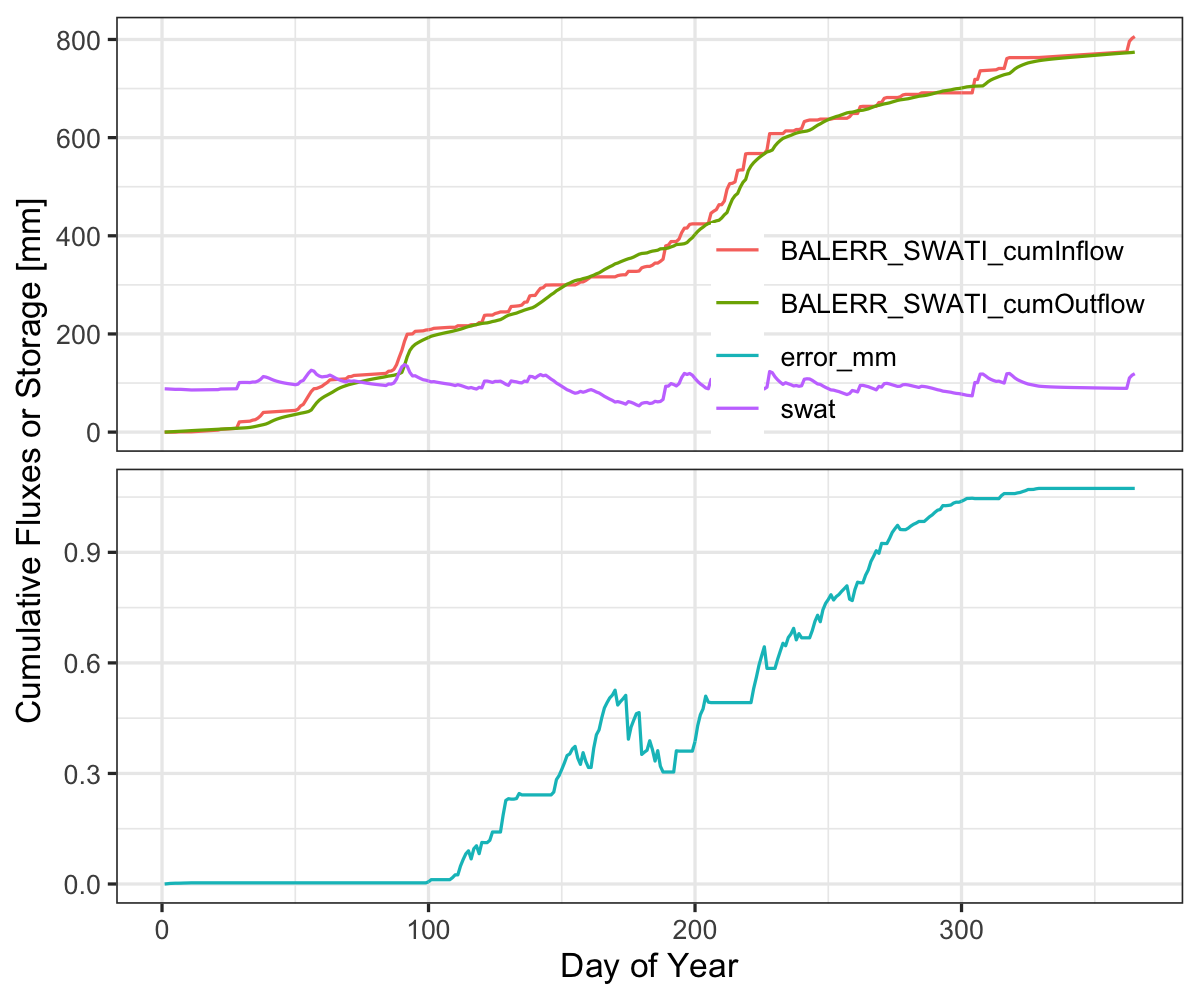 Cumulative Fluxes or Storage [mm]
800
600
400
200
0
BALERR_SWATI_cumInflow
BALERR_SWATI_cumOutflow
error_mm
swat
0.9
0.6
0.3
0.0
0 100 200 300
Day of Year